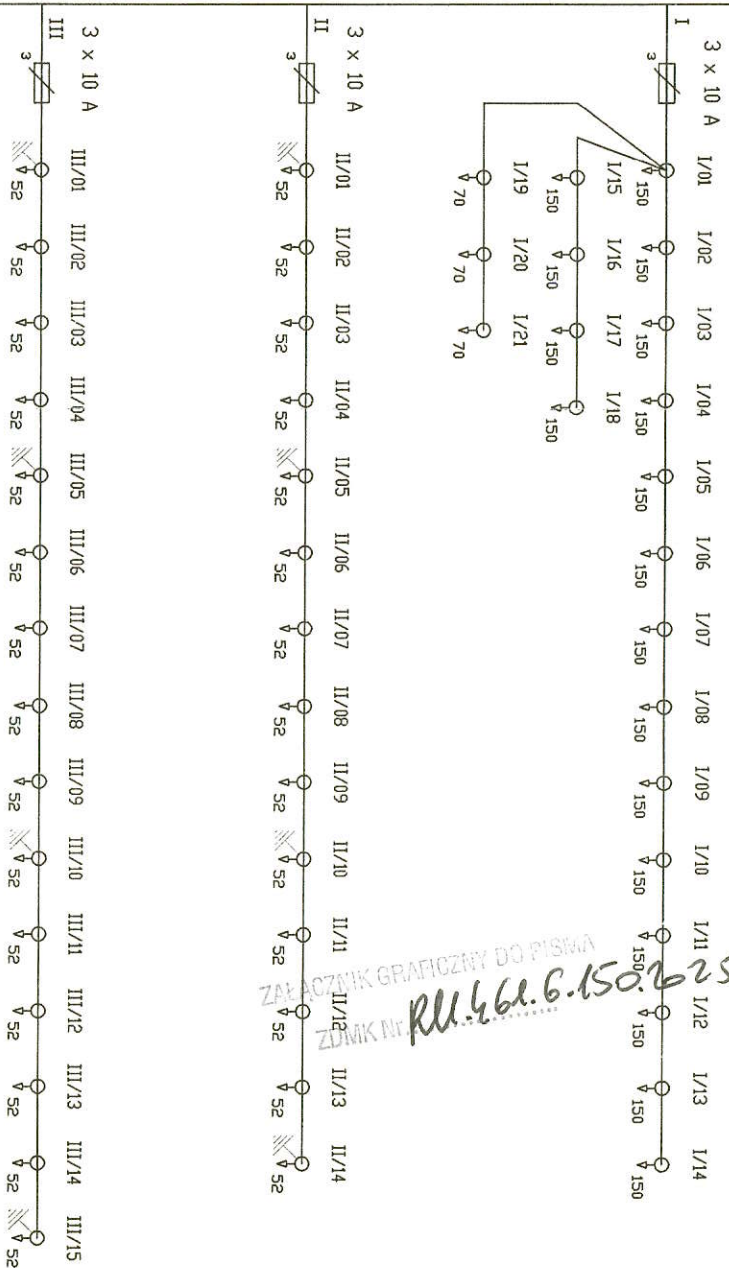 I
3 x 10 A
3
I/01 I/02 I/03 I/04 I/05 I/06 I/07 I/08 I/09 I/10 I/11 I/12 I/13 I/14
150 150 150 150 150 150 150 150 150 150 150 150 150 150
I/15 I/16 I/17 I/18
150 150 150 150
I/19 I/20 I/21
70 70 70
II
3 x 10 A
3
II/01 II/02 II/03 II/04 II/05 II/06 II/07 II/08 II/09 II/10 II/11 II/12 II/13 II/14
52 52 52 52 52 52 52 52 52 52 52 52 52 52
III
3 x 10 A
3
III/01 III/02 III/03 III/04 III/05 III/06 III/07 III/08 III/09 III/10 III/11 III/12 III/13 III/14 III/15
52 52 52 52 52 52 52 52 52 52 52 52 52 52 52
ZAŁĄCZNIK GRAFICZNY DO PISMA
ZDMK Nr RU.461.6.150.2025